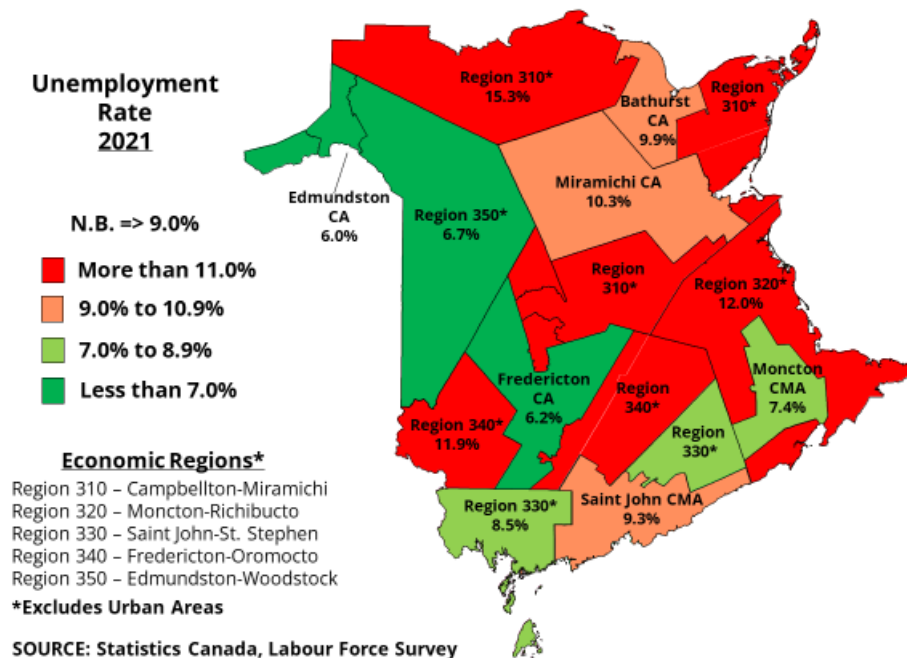 Unemployment
Rate
2021
N.B. => 9.0%
More than 11.0%
9.0% to 10.9%
7.0% to 8.9%
Less than 7.0%
Economic Regions*
Region 310 – Campbellton-Miramichi
Region 320 – Moncton-Richibucto
Region 330 – Saint John-St. Stephen
Region 340 – Fredericton-Oromocto
Region 350 – Edmundston-Woodstock
*Excludes Urban Areas
SOURCE: Statistics Canada, Labour Force Survey
Region 310*
15.3%
Bathurst
CA
9.9%
Region
310*
Edmundston
CA
6.0%
Region 350*
6.7%
Miramichi CA
10.3%
Region
310*
Region 320*
12.0%
Fredericton
CA
6.2%
Region
340*
Moncton
CMA
7.4%
Region 340*
11.9%
Region
330*
Region 330*
8.5%
Saint John CMA
9.3%